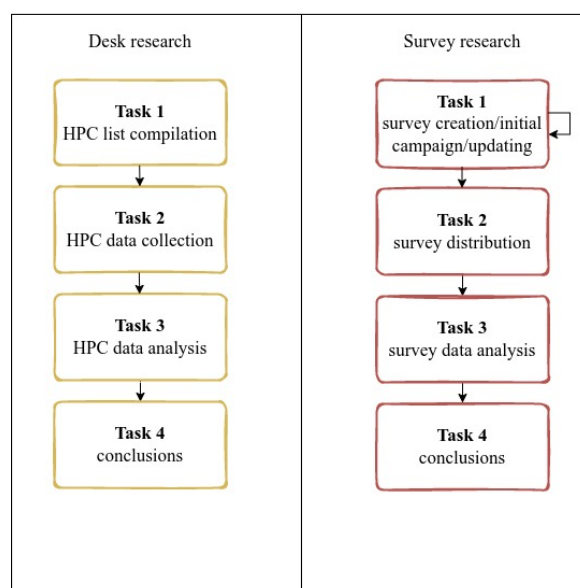 Desk research
Task 1
HPC list compilation
Task 2
HPC data collection
Task 3
HPC data analysis
Task 4
conclusions
Survey research
Task 1
survey creation/initial
campaign/updating
Task 2
survey distribution
Task 3
survey data analysis
Task 4
conclusions